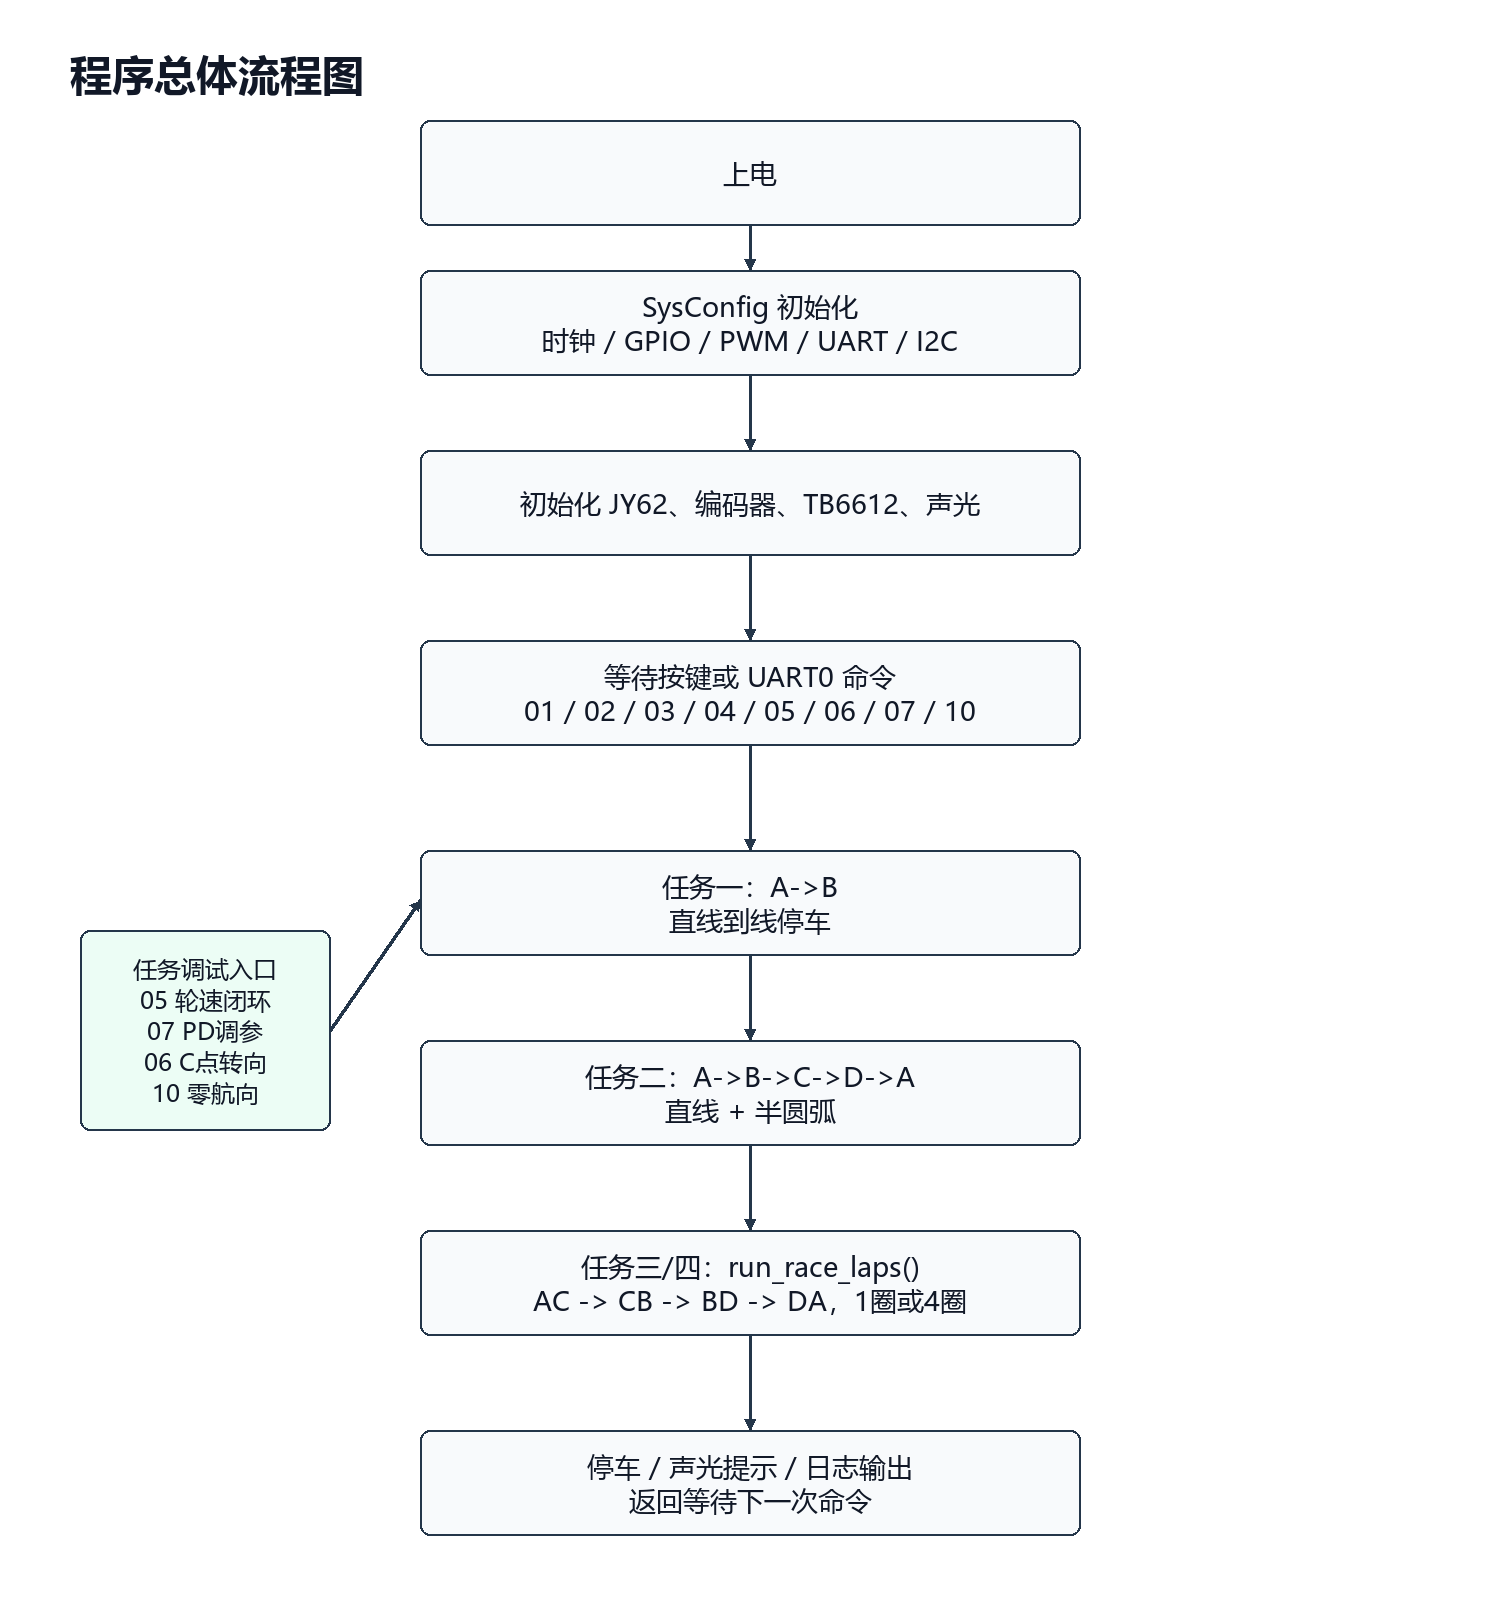 程序总体流程图
上电
SysConfig 初始化
时钟 / GPIO / PWM / UART / I2C
初始化 JY62、编码器、TB6612、声光
等待按键或 UART0 命令
01 / 02 / 03 / 04 / 05 / 06 / 07 / 10
任务一：A->B
直线到线停车
任务调试入口
05 轮速闭环
07 PD调参
06 C点转向
10 零航向
任务二：A->B->C->D->A
直线 + 半圆弧
任务三/四：run_race_laps()
AC -> CB -> BD -> DA，1圈或4圈
停车 / 声光提示 / 日志输出
返回等待下一次命令